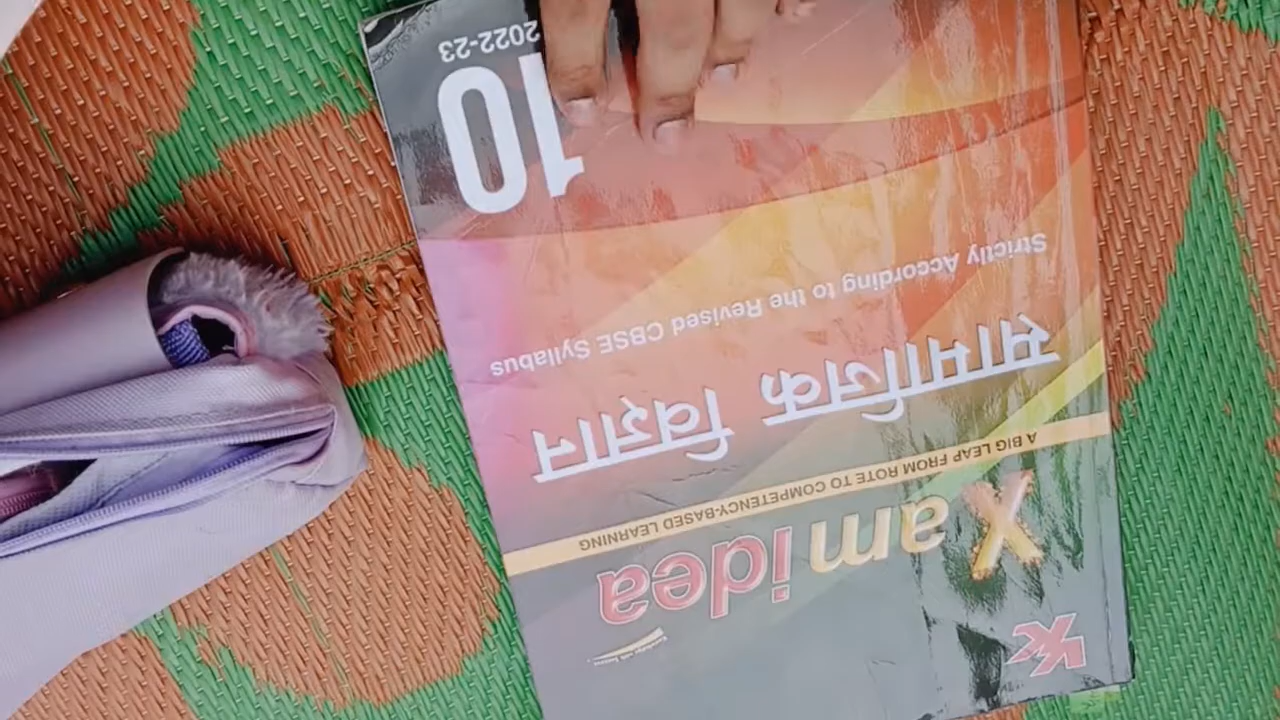 VK
Xam idea
A BIG LEAP FROM ROTE TO COMPETENCY-BASED LEARNING
सामाजिक विज्ञान
Strictly According to the Revised CBSE Syllabus
10
2022-23